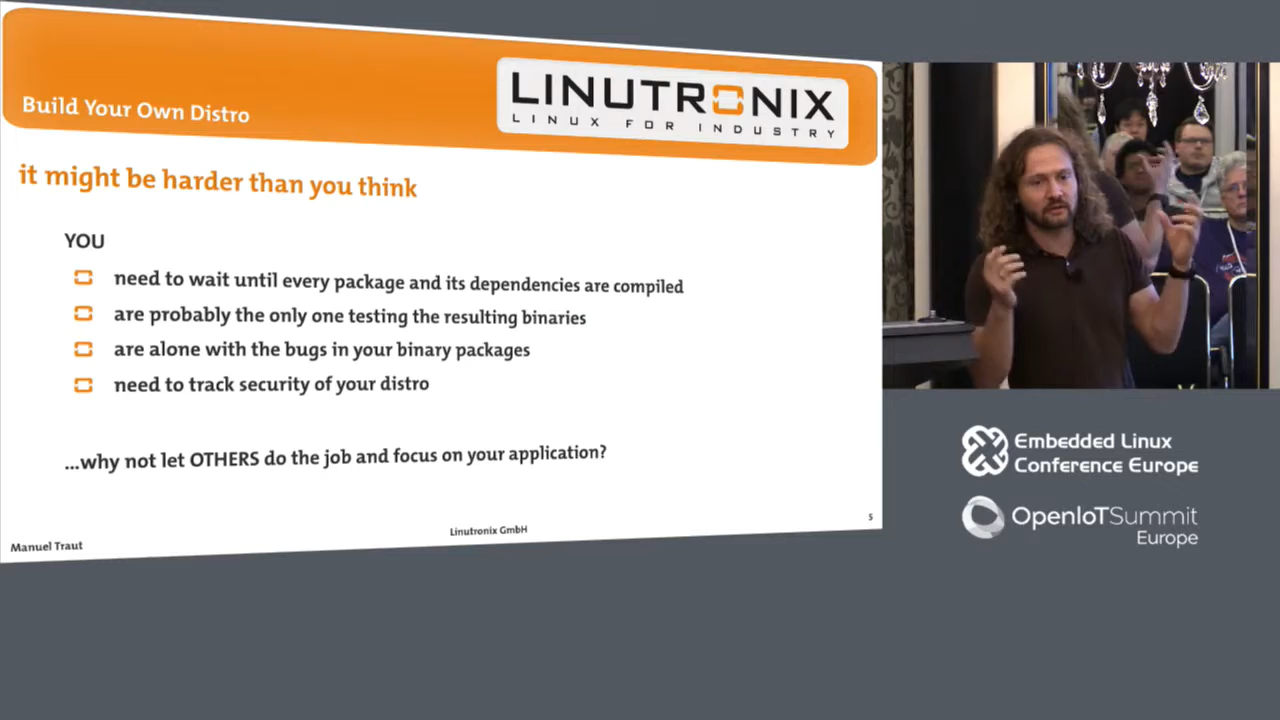 Build Your Own Distro
LINUTRONIX
LINUX FOR INDUSTRY
it might be harder than you think
YOU
need to wait until every package and its dependencies are compiled
are probably the only one testing the resulting binaries
are alone with the bugs in your binary packages
need to track security of your distro
...why not let OTHERS do the job and focus on your application?
Manuel Traut
Linutronix GmbH
5
Embedded Linux
Conference Europe
OpenIoTSummit
Europe